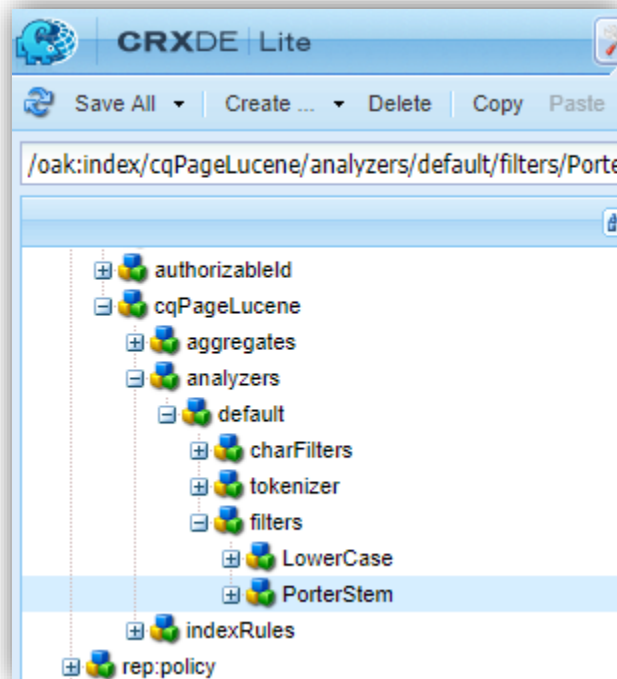 CRXDE Lite
Save All Create ... Delete Copy Paste
/oak:index/cqPageLucene/analyzers/default/filters/Porte
authorizableId
cqPageLucene
aggregates
analyzers
default
charFilters
tokenizer
filters
LowerCase
PorterStem
indexRules
rep:policy